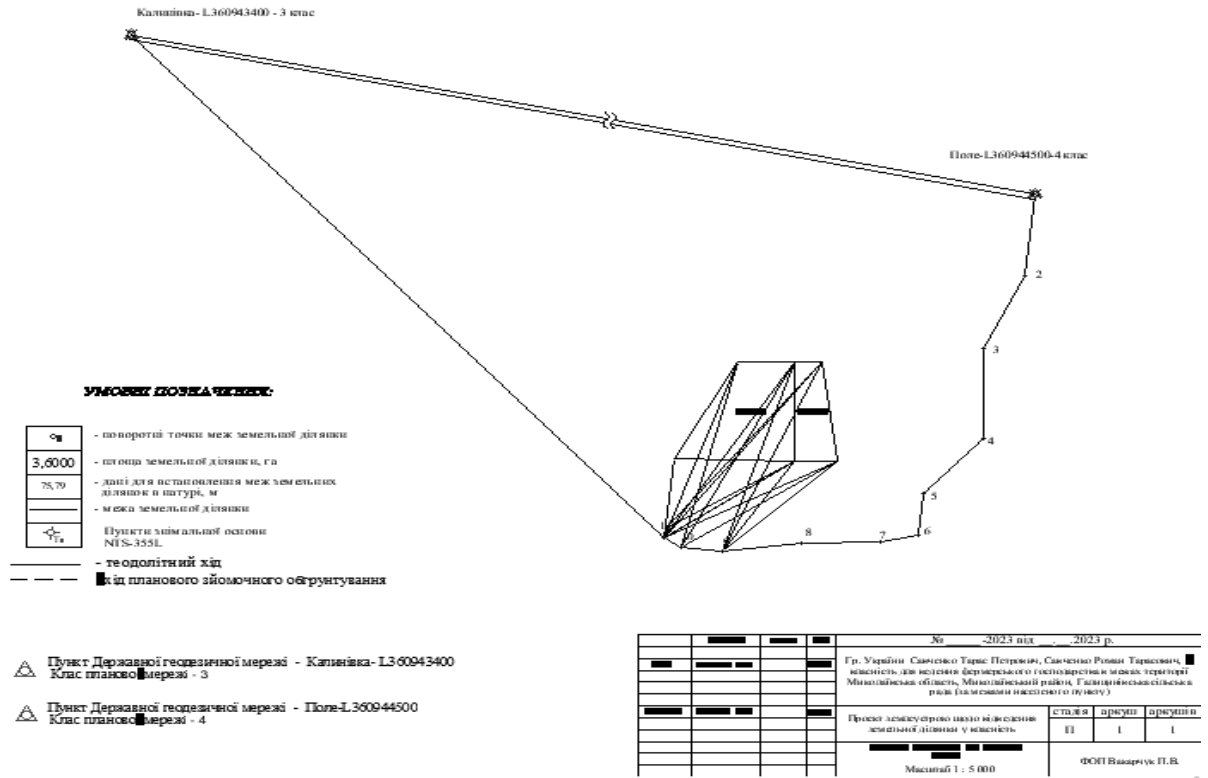 Калинівка- L360943400 - 3 клас
Поле-L360944500-4 клас
2
3
4
5
6
7
8
УМОВНІ ПОЗНАЧЕННЯ:
- поворотні точки меж земельної ділянки
3,6000 - площа земельної ділянки, га
75,79 - дані для встановлення меж земельних
ділянок в натурі, м
- межа земельної ділянки
Пункти знімальної основи
NTS-355L
- теодолітний хід
хід планового зйомочного обгрунтування
Пункт Державної геодезичної мережі - Калинівка- L360943400
Клас планово мережі - 3
Пункт Державної геодезичної мережі - Поле-L360944500
Клас планово мережі - 4
№ _____-2023 від __.__.2023 р.
Гр. України Савченко Тарас Петрович, Савченко Роман Тарасович,
власність для ведення фермерського господарства в межах території
Миколаївська область, Миколаївський район, Галицинівська сільська
рада (за межами населеного пункту)
Проект землеустрою щодо відведення
земельної ділянки у власність
стадія аркуш аркушів
П 1 1
Масштаб 1 : 5 000
ФОП Вакарчук П.В.